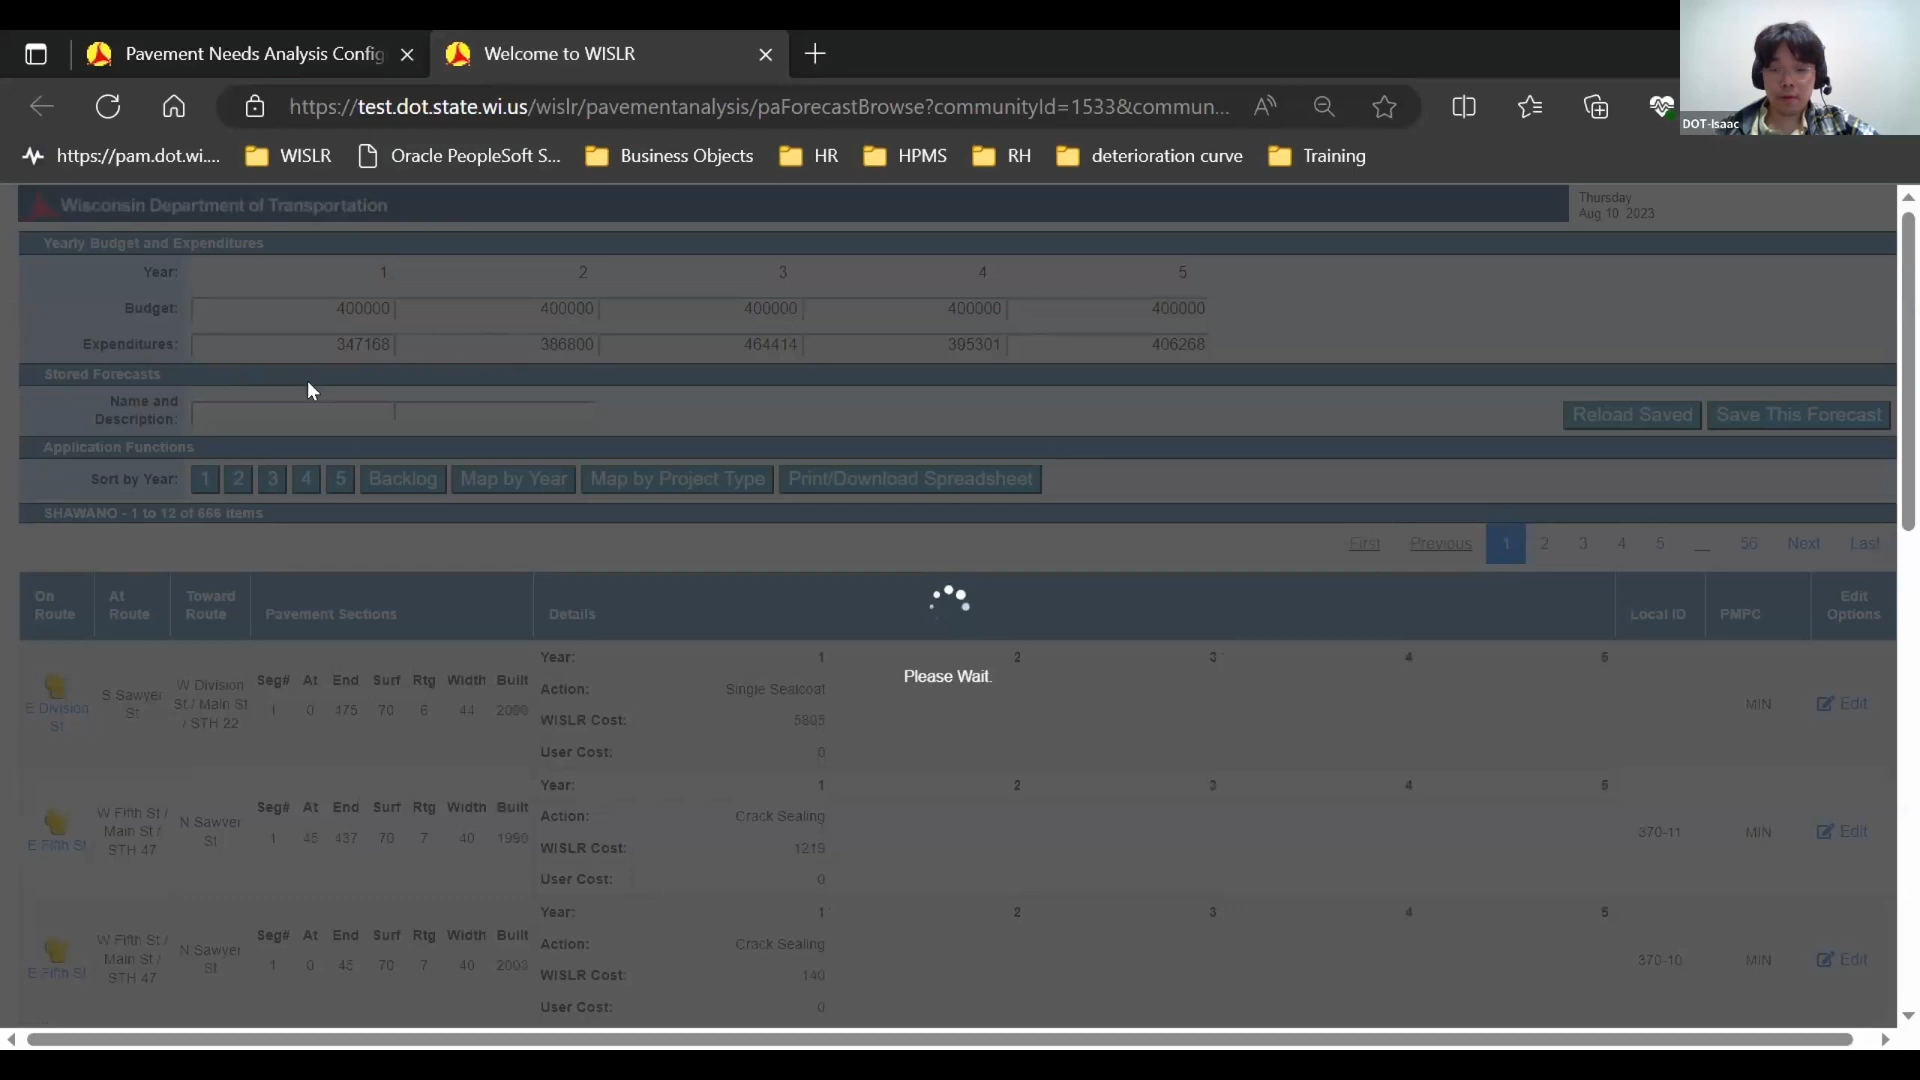 Pavement Needs Analysis Config
Welcome to WISLR
https://test.dot.state.wi.us/wislr/pavementanalysis/paForecastBrowse?communityId=1533&commun...
DOT-Isaac
https://pam.dot.wi....
WISLR
Oracle PeopleSoft S...
Business Objects
HR
HPMS
RH
deterioration curve
Training
Wisconsin Department of Transportation
Thursday
Aug 10, 2023
Yearly Budget and Expenditures
Year: 1 2 3 4 5
Budget: 400000 400000 400000 400000 400000
Expenditures: 347168 386800 464414 395301 406268
Stored Forecasts
Name and
Description:
Reload Saved Save This Forecast
Application Functions
Sort by Year: 1 2 3 4 5 Backlog Map by Year Map by Project Type Print/Download Spreadsheet
SHAWANO - 1 to 12 of 666 items
First Previous 1 2 3 4 5 ... 56 Next Last
On Route At Route Toward Route Pavement Sections Details Local ID PMPC Edit Options
E Division St
S Sawyer St
W Division St / Main St / STH 22
Seg# At End Surf Rtg Width Built
1 0 475 70 6 44 2000
Year: 1 2 3 4 5
Action: Single Sealcoat
WISLR Cost: 5805
User Cost: 0
MIN
Edit
Please Wait.
E Fifth St
W Fifth St / Main St / STH 47
N Sawyer St
Seg# At End Surf Rtg Width Built
1 45 437 70 7 40 1999
Year: 1 2 3 4 5
Action: Crack Sealing
WISLR Cost: 1219
User Cost: 0
370-11
MIN
Edit
E Fifth St
W Fifth St / Main St / STH 47
N Sawyer St
Seg# At End Surf Rtg Width Built
1 0 45 70 7 40 2003
Year: 1 2 3 4 5
Action: Crack Sealing
WISLR Cost: 140
User Cost: 0
370-10
MIN
Edit